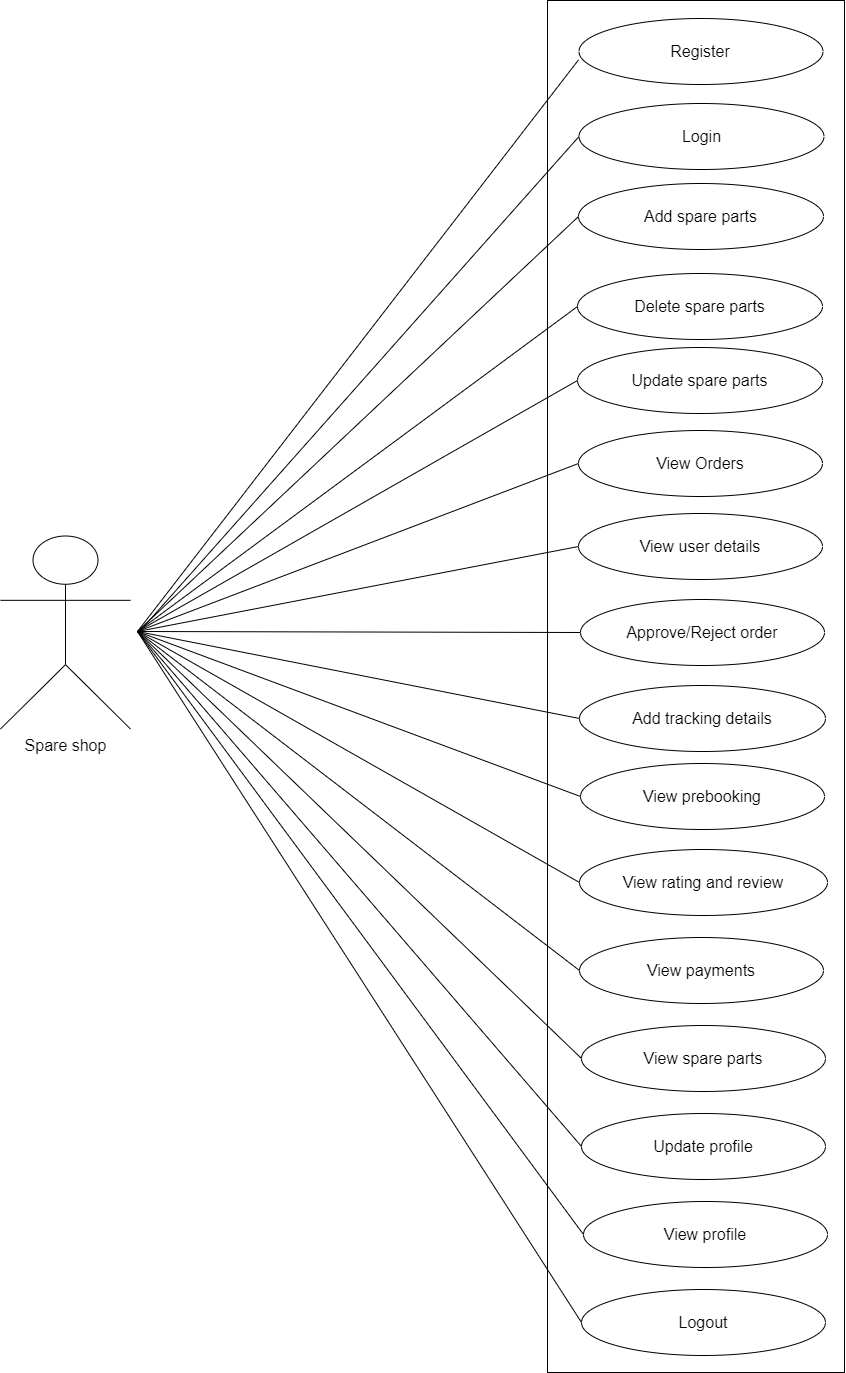 Register
Login
Add spare parts
Delete spare parts
Update spare parts
View Orders
View user details
Approve/Reject order
Add tracking details
Spare shop
View prebooking
View rating and review
View payments
View spare parts
Update profile
View profile
Logout